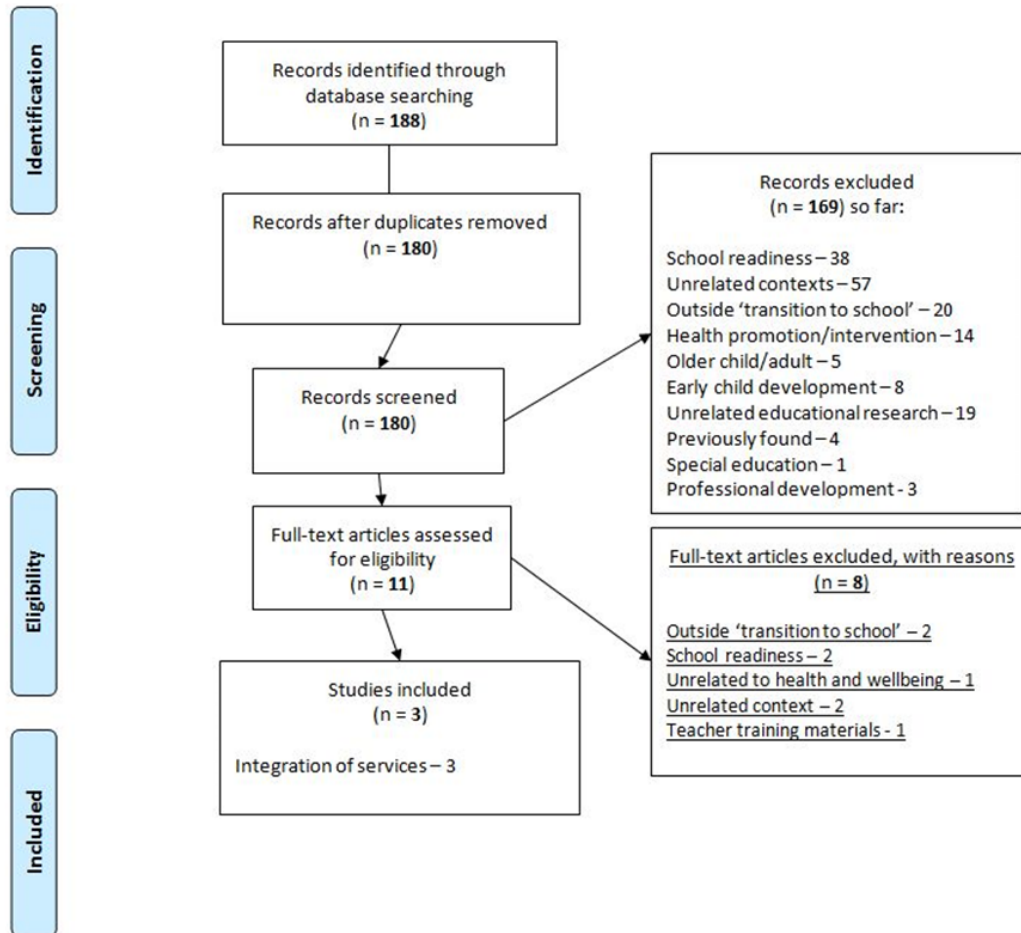 Identification
Records identified through
database searching
(n = 188)
Records after duplicates removed
(n = 180)
Screening
Records screened
(n = 180)
Records excluded
(n = 169) so far:
School readiness – 38
Unrelated contexts – 57
Outside ‘transition to school’ – 20
Health promotion/intervention – 14
Older child/adult – 5
Early child development – 8
Unrelated educational research – 19
Previously found – 4
Special education – 1
Professional development - 3
Eligibility
Full-text articles assessed
for eligibility
(n = 11)
Full-text articles excluded, with reasons
(n = 8)
Outside ‘transition to school’ – 2
School readiness – 2
Unrelated to health and wellbeing – 1
Unrelated context – 2
Teacher training materials - 1
Included
Studies included
(n = 3)
Integration of services – 3